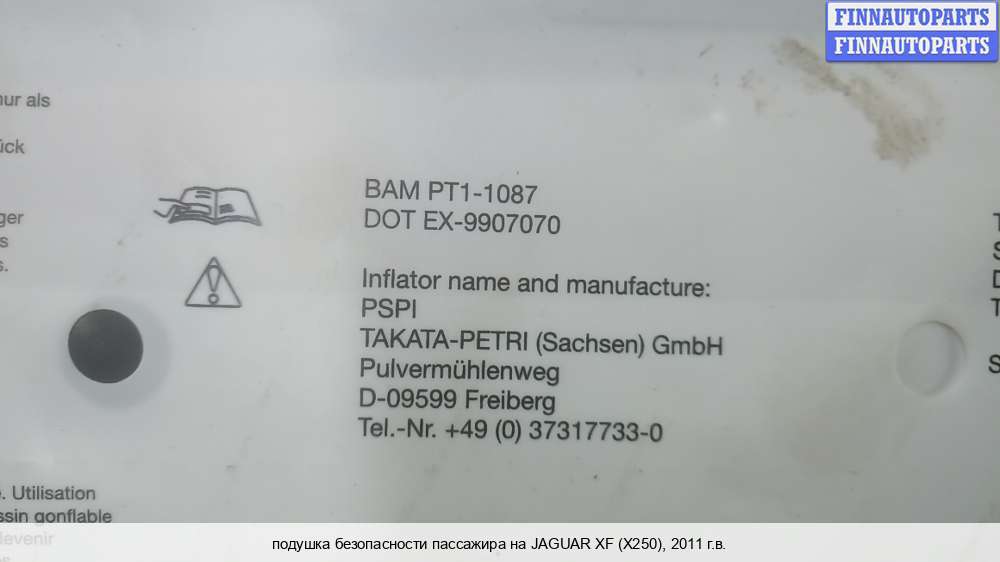 FINNAUTOPARTS
FINNAUTOPARTS
nur als
ück
ger
s
s.
BAM PT1-1087
DOT EX-9907070
Inflator name and manufacture:
PSPI
TAKATA-PETRI (Sachsen) GmbH
Pulvermühlenweg
D-09599 Freiberg
Tel.-Nr. +49 (0) 37317733-0
T
S
D
T
S
e. Utilisation
ssin gonflable
devenir
подушка безопасности пассажира на JAGUAR XF (X250), 2011 г.в.